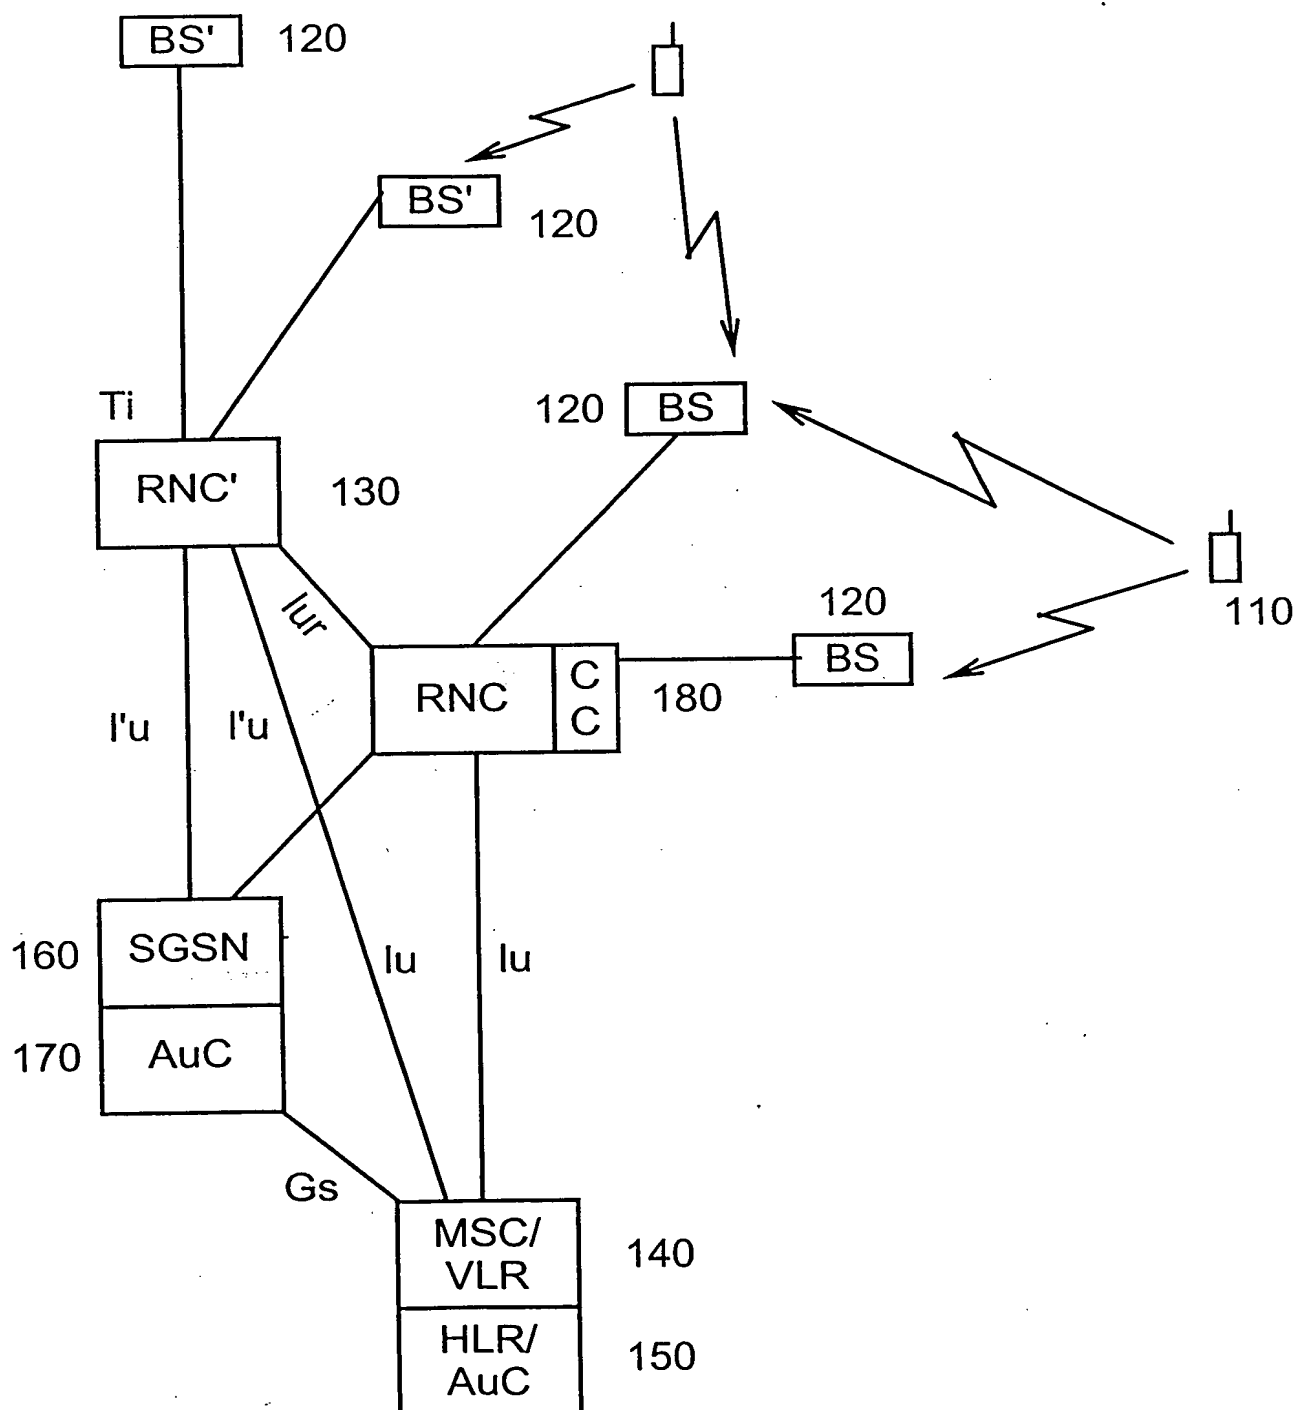 BS' 120
BS'
120
120 BS
Ti
RNC' 130
Iur
120
110
BS
RNC
C
C
180
I'u I'u
160 SGSN
Iu Iu
170 AuC
Gs
MSC/
VLR
140
HLR/
AuC
150